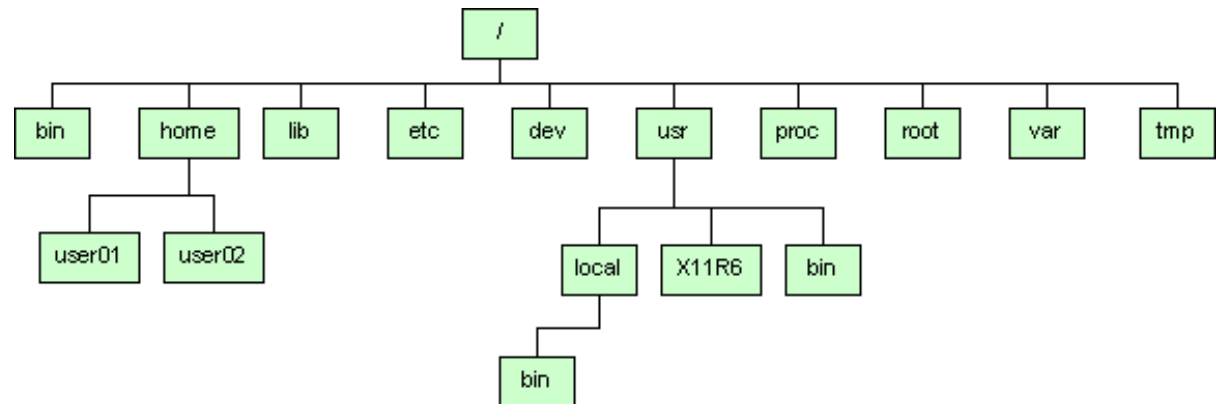 /
bin home lib etc dev usr proc root var tmp
user01 user02 local X11R6 bin
bin